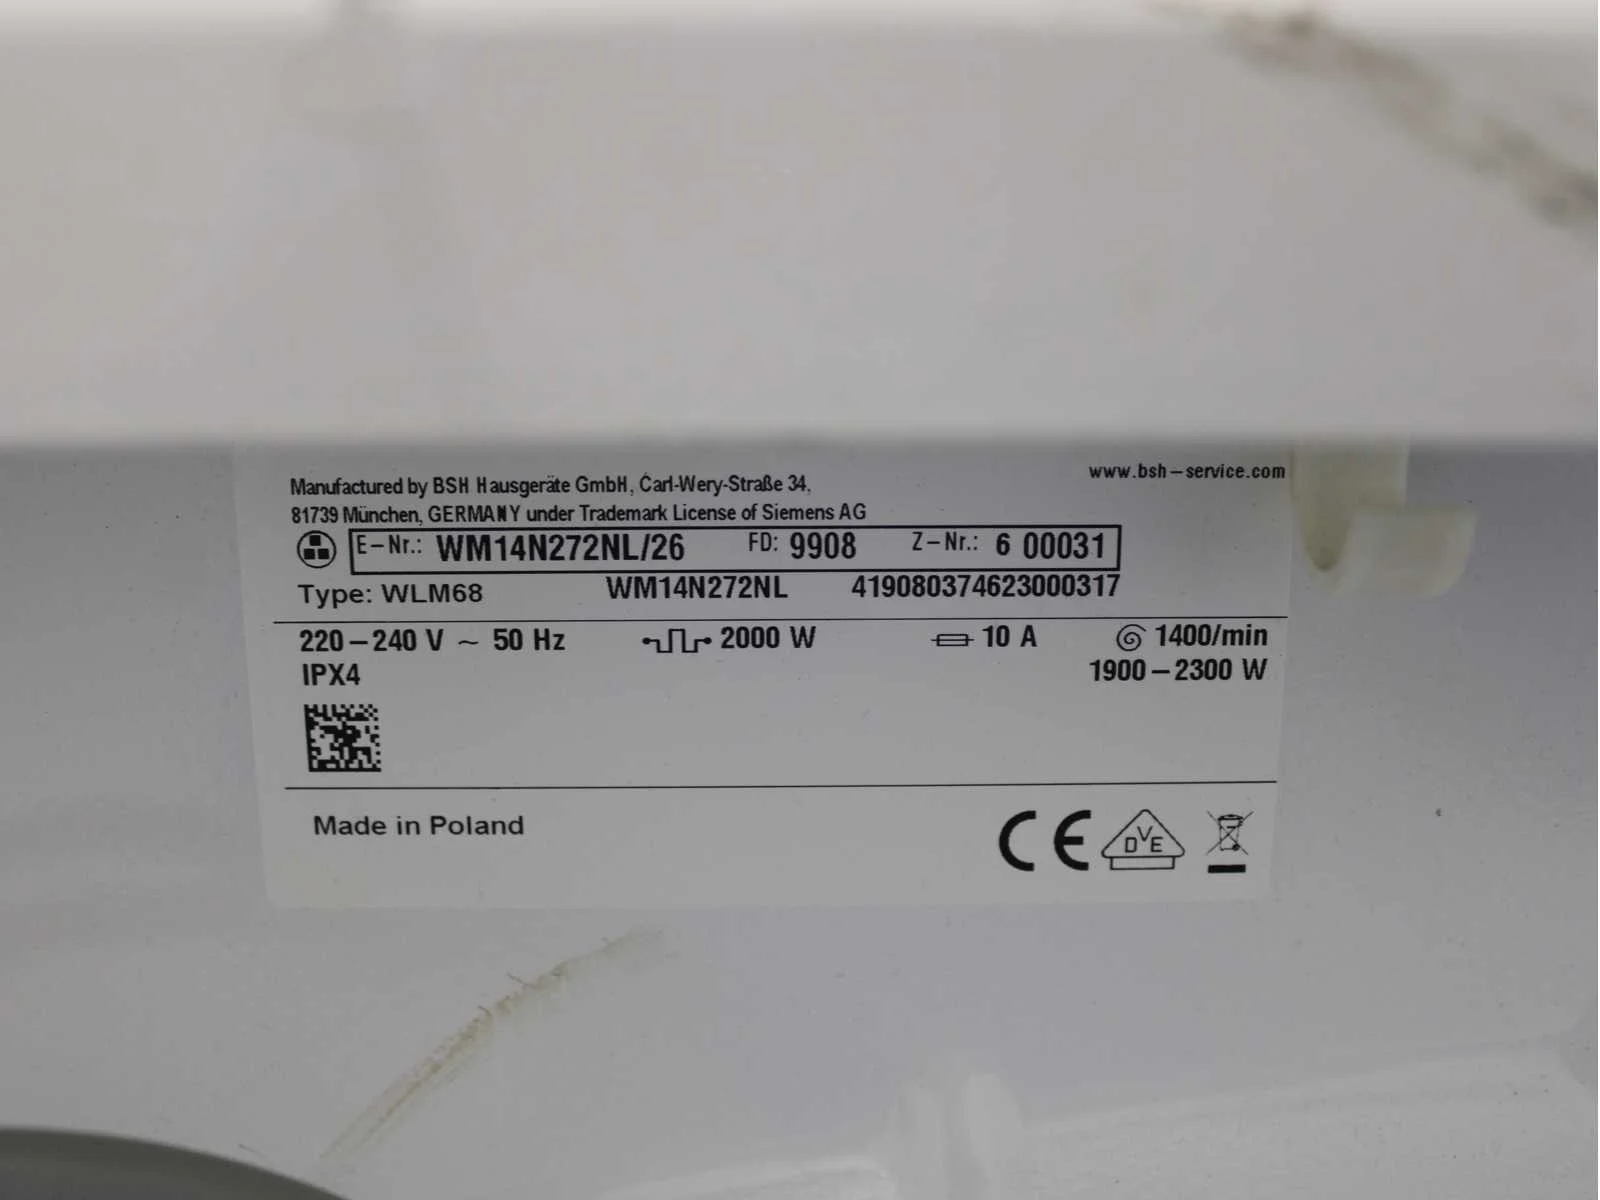 www.bsh-service.com
Manufactured by BSH Hausgeräte GmbH, Carl-Wery-Straße 34,
81739 München, GERMANY under Trademark License of Siemens AG
E-Nr.: WM14N272NL/26 FD: 9908 Z-Nr.: 6 00031
Type: WLM68 WM14N272NL 419080374623000317
220-240 V ~ 50 Hz 2000 W 10 A 1400/min
IPX4 1900-2300 W
Made in Poland
CE DVE